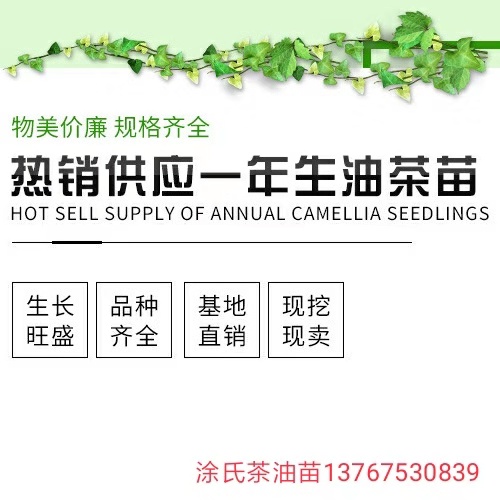 物美价廉 规格齐全
热销供应一年生油茶苗
HOT SELL SUPPLY OF ANNUAL CAMELLIA SEEDLINGS
生长
旺盛
品种
齐全
基地
直销
现挖
现卖
涂氏茶油苗13767530839